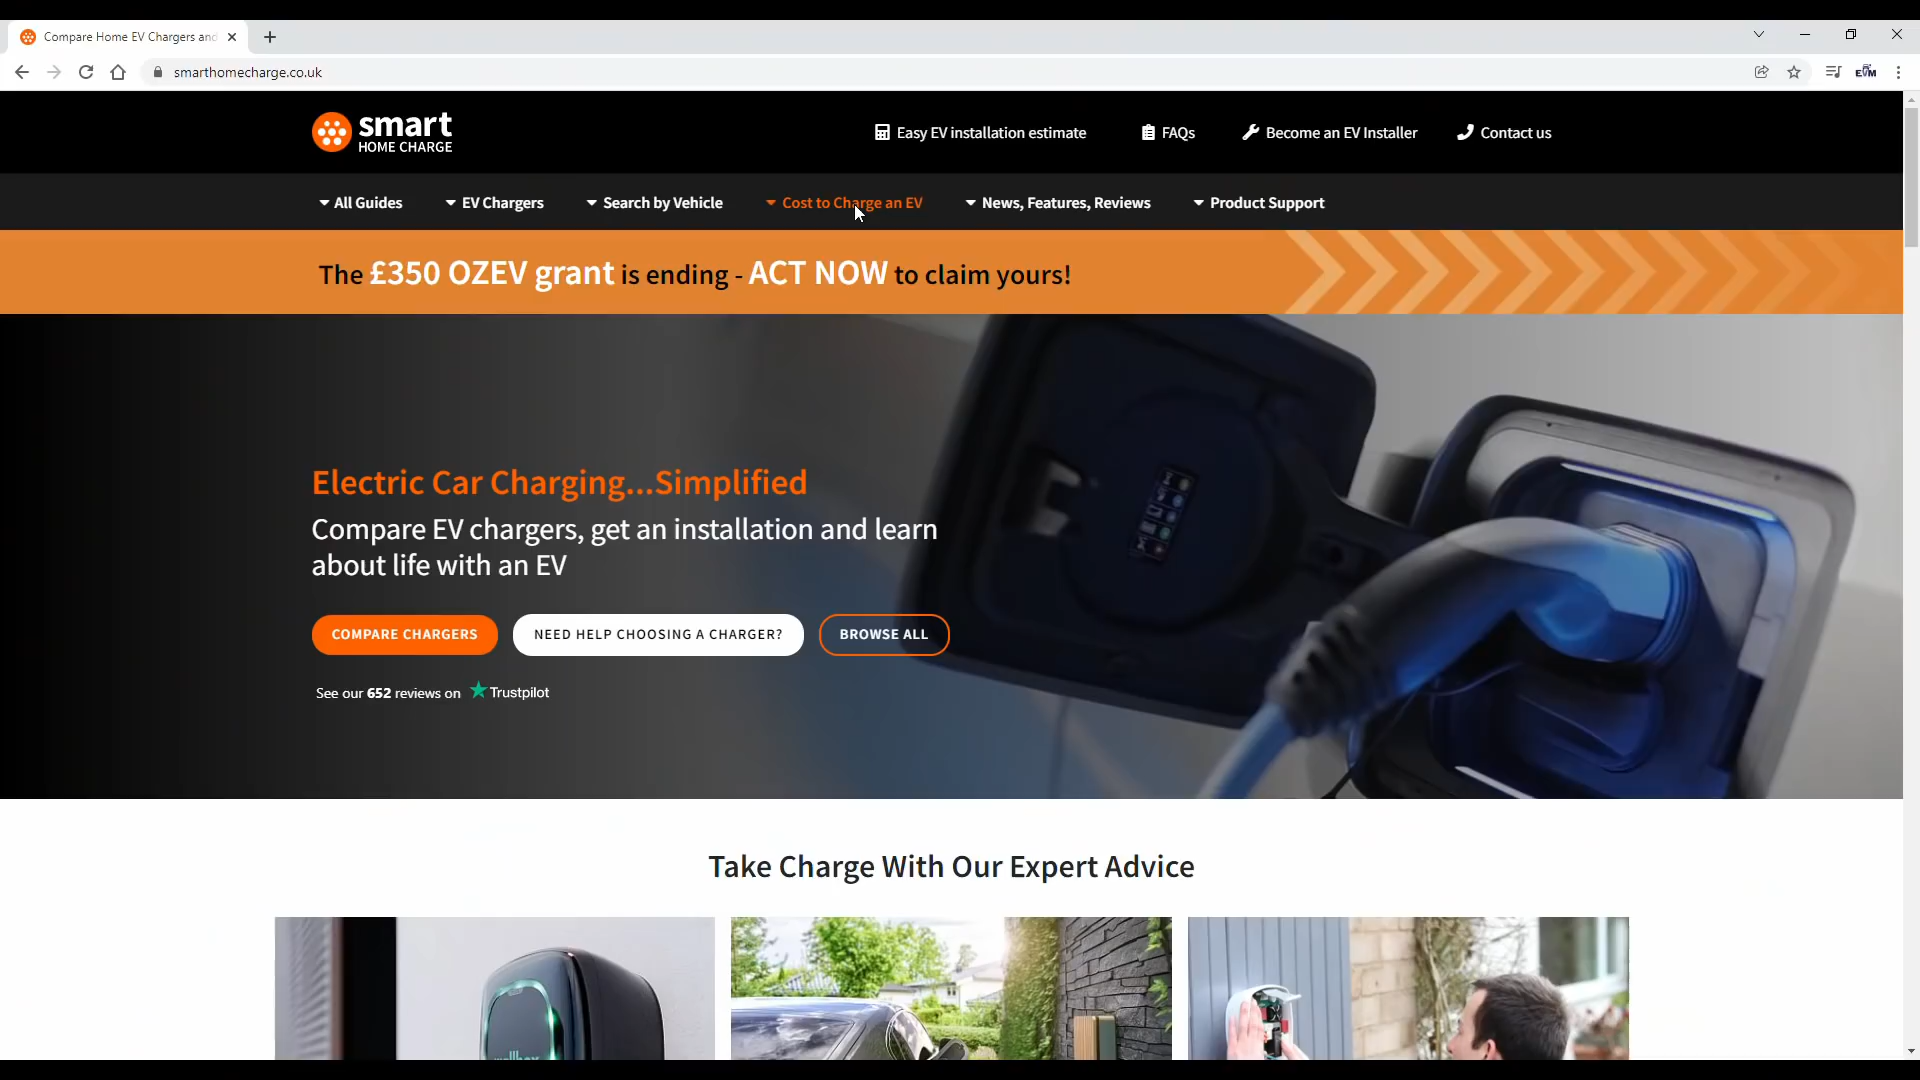 Compare Home EV Chargers and
smarthomecharge.co.uk
EVM
smart
HOME CHARGE
Easy EV installation estimate
FAQs
Become an EV Installer
Contact us
All Guides
EV Chargers
Search by Vehicle
Cost to Charge an EV
News, Features, Reviews
Product Support
The £350 OZEV grant is ending - ACT NOW to claim yours!
Electric Car Charging...Simplified
Compare EV chargers, get an installation and learn
about life with an EV
COMPARE CHARGERS
NEED HELP CHOOSING A CHARGER?
BROWSE ALL
See our 652 reviews on Trustpilot
Take Charge With Our Expert Advice